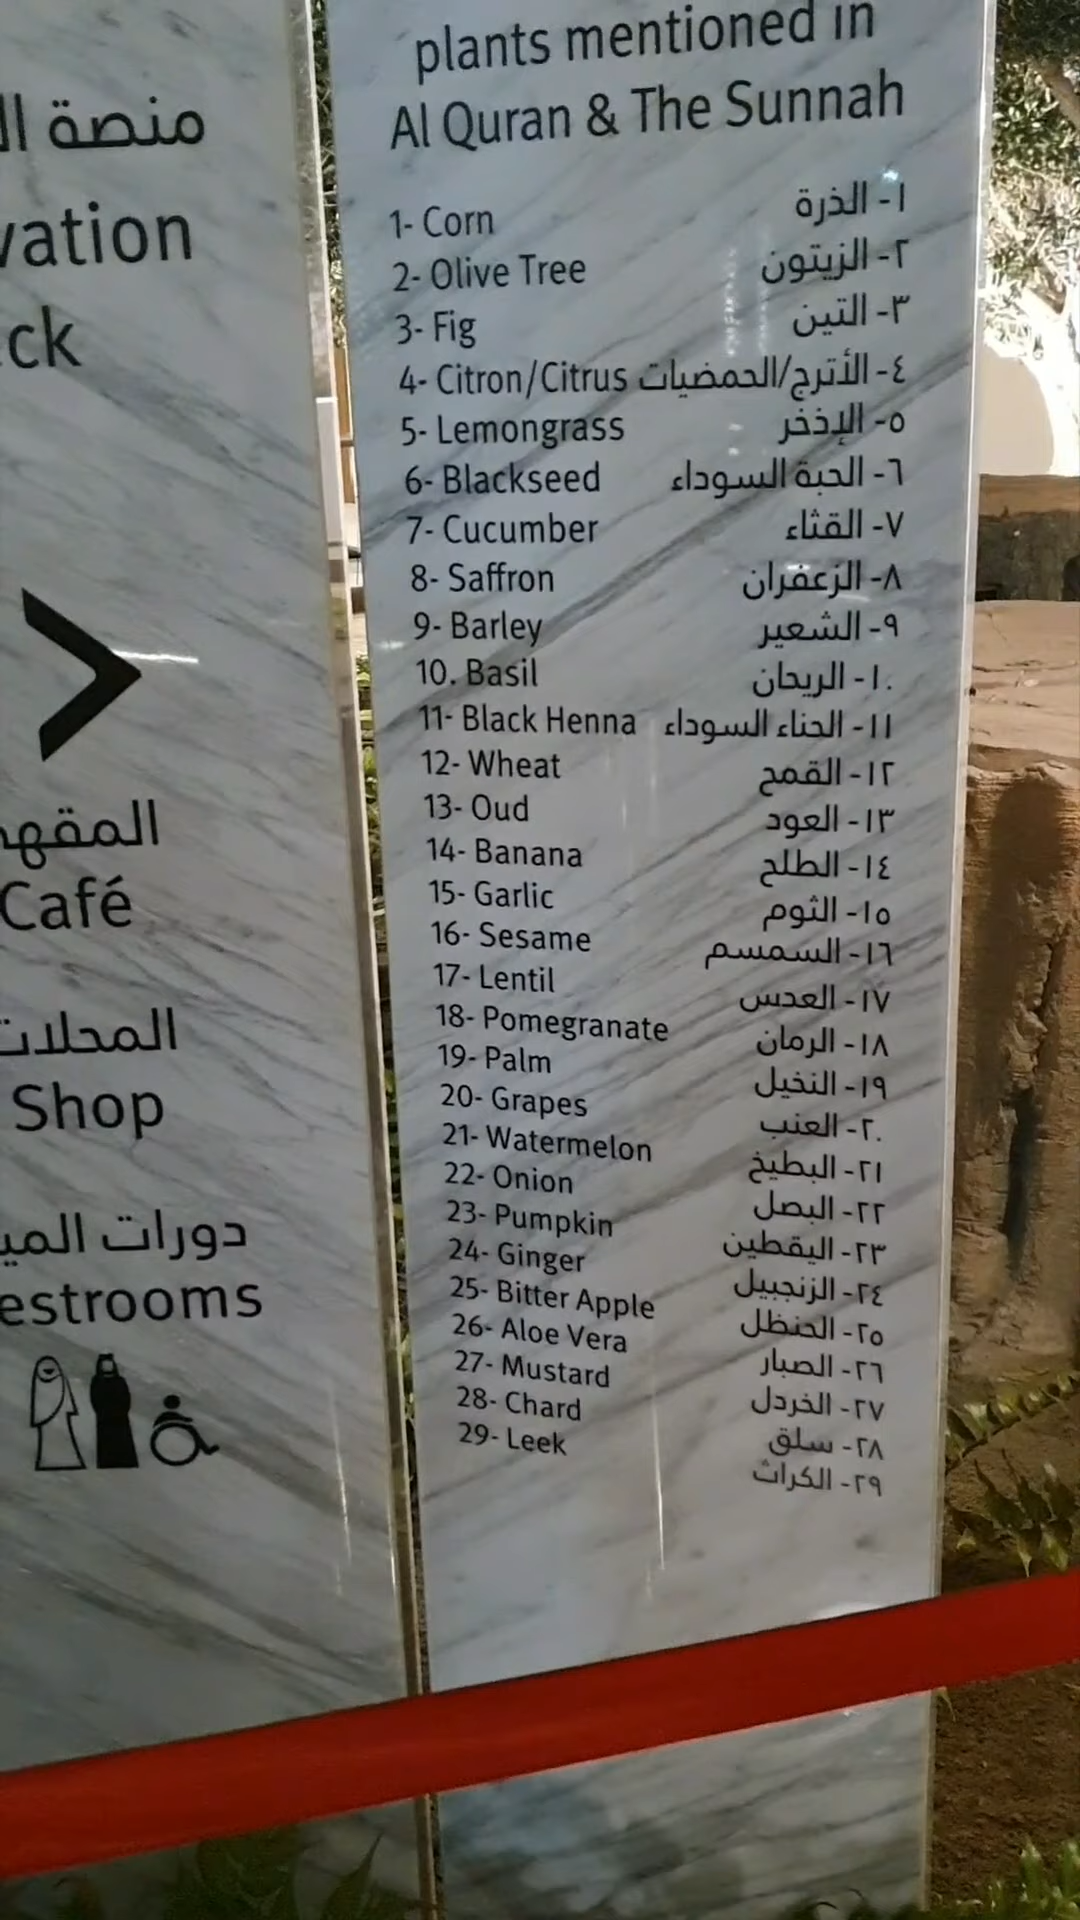 منصة
vation
ck
المقهى
Café
المحلات
Shop
دورات
estrooms
plants mentioned in
Al Quran & The Sunnah
1- Corn ١- الذرة
2- Olive Tree ٢- الزيتون
3- Fig ٣- التين
4- Citron/Citrus ٤- الأترج/الحمضيات
5- Lemongrass ٥- الإذخر
6- Blackseed ٦- الحبة السوداء
7- Cucumber ٧- القثاء
8- Saffron ٨- الزعفران
9- Barley ٩- الشعير
10. Basil ١٠- الريحان
11- Black Henna ١١- الحناء السوداء
12- Wheat ١٢- القمح
13- Oud ١٣- العود
14- Banana ١٤- الطلح
15- Garlic ١٥- الثوم
16- Sesame ١٦- السمسم
17- Lentil ١٧- العدس
18- Pomegranate ١٨- الرمان
19- Palm ١٩- النخيل
20- Grapes ٢٠- العنب
21- Watermelon ٢١- البطيخ
22- Onion ٢٢- البصل
23- Pumpkin ٢٣- اليقطين
24- Ginger ٢٤- الزنجبيل
25- Bitter Apple ٢٥- الحنظل
26- Aloe Vera ٢٦- الصبار
27- Mustard ٢٧- الخردل
28- Chard ٢٨- سلق
29- Leek ٢٩- الكراث